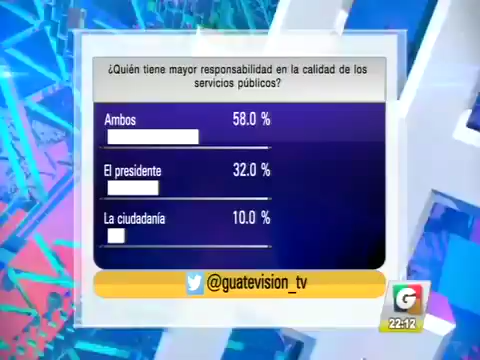 ¿Quién tiene mayor responsabilidad en la calidad de los
servicios públicos?
Ambos 58.0 %
El presidente 32.0 %
La ciudadanía 10.0 %
@guatevision_tv
G
22:12